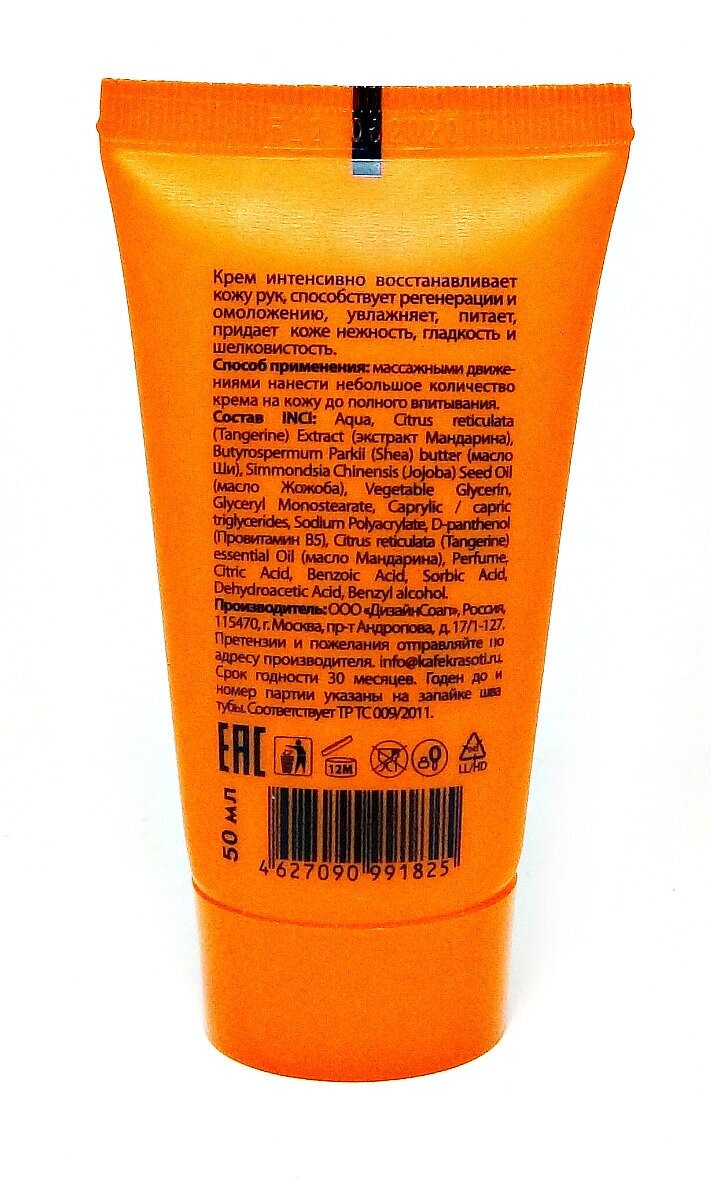 Крем интенсивно восстанавливает
кожу рук, способствует регенерации и
омоложению, увлажняет, питает,
придает коже нежность, гладкость и
шелковистость.
Способ применения: массажными движе-
ниями нанести небольшое количество
крема на кожу до полного впитывания.
Состав INCI: Aqua, Citrus reticulata
(Tangerine) Extract (экстракт Мандарина),
Butyrospermum Parkii (Shea) butter (масло
Ши), Simmondsia Chinensis (Jojoba) Seed Oil
(масло Жожоба), Vegetable Glycerin,
Glyceryl Monostearate, Caprylic / capric
triglycerides, Sodium Polyacrylate, D-panthenol
(Провитамин В5), Citrus reticulata (Tangerine)
essential Oil (масло Мандарина), Perfume,
Citric Acid, Benzoic Acid, Sorbic Acid,
Dehydroacetic Acid, Benzyl alcohol.
Производитель: ООО «ДизайнСоап», Россия,
115470, г. Москва, пр-т Андропова, д. 17/1-127.
Претензии и пожелания отправляйте по
адресу производителя. info@kafekrasoti.ru.
Срок годности 30 месяцев. Годен до и
номер партии указаны на запайке шва
тубы. Соответствует ТР ТС 009/2011.
EAC
12M
LL/HD
50 мл
4 627090 991825